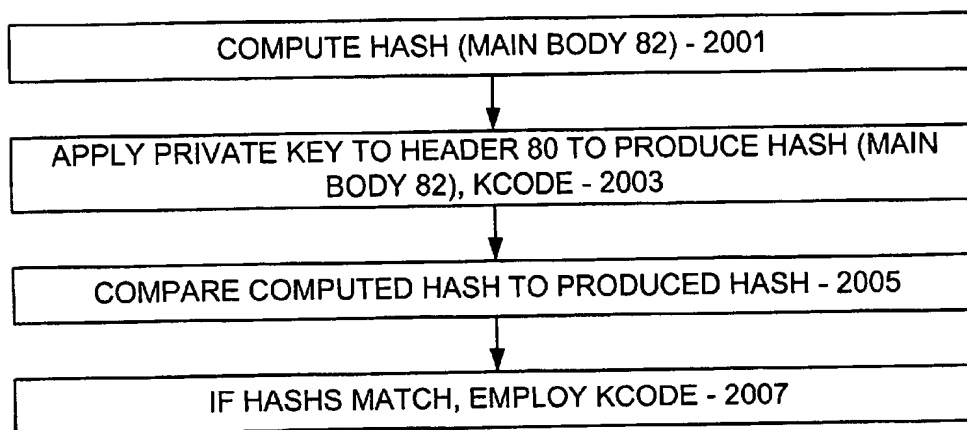 COMPUTE HASH (MAIN BODY 82) - 2001
APPLY PRIVATE KEY TO HEADER 80 TO PRODUCE HASH (MAIN
BODY 82), KCODE - 2003
COMPARE COMPUTED HASH TO PRODUCED HASH - 2005
IF HASHS MATCH, EMPLOY KCODE - 2007